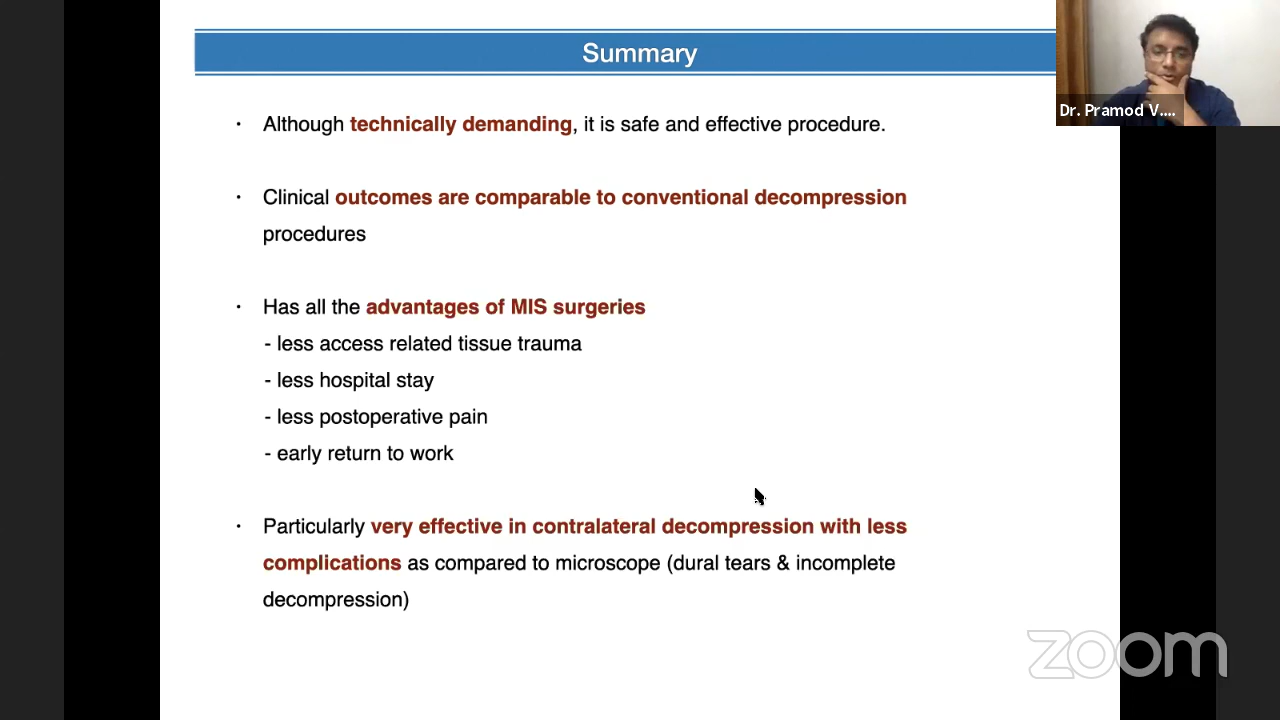 Summary
Dr. Pramod V....
· Although technically demanding, it is safe and effective procedure.
· Clinical outcomes are comparable to conventional decompression
procedures
· Has all the advantages of MIS surgeries
- less access related tissue trauma
- less hospital stay
- less postoperative pain
- early return to work
· Particularly very effective in contralateral decompression with less
complications as compared to microscope (dural tears & incomplete
decompression)
zoom